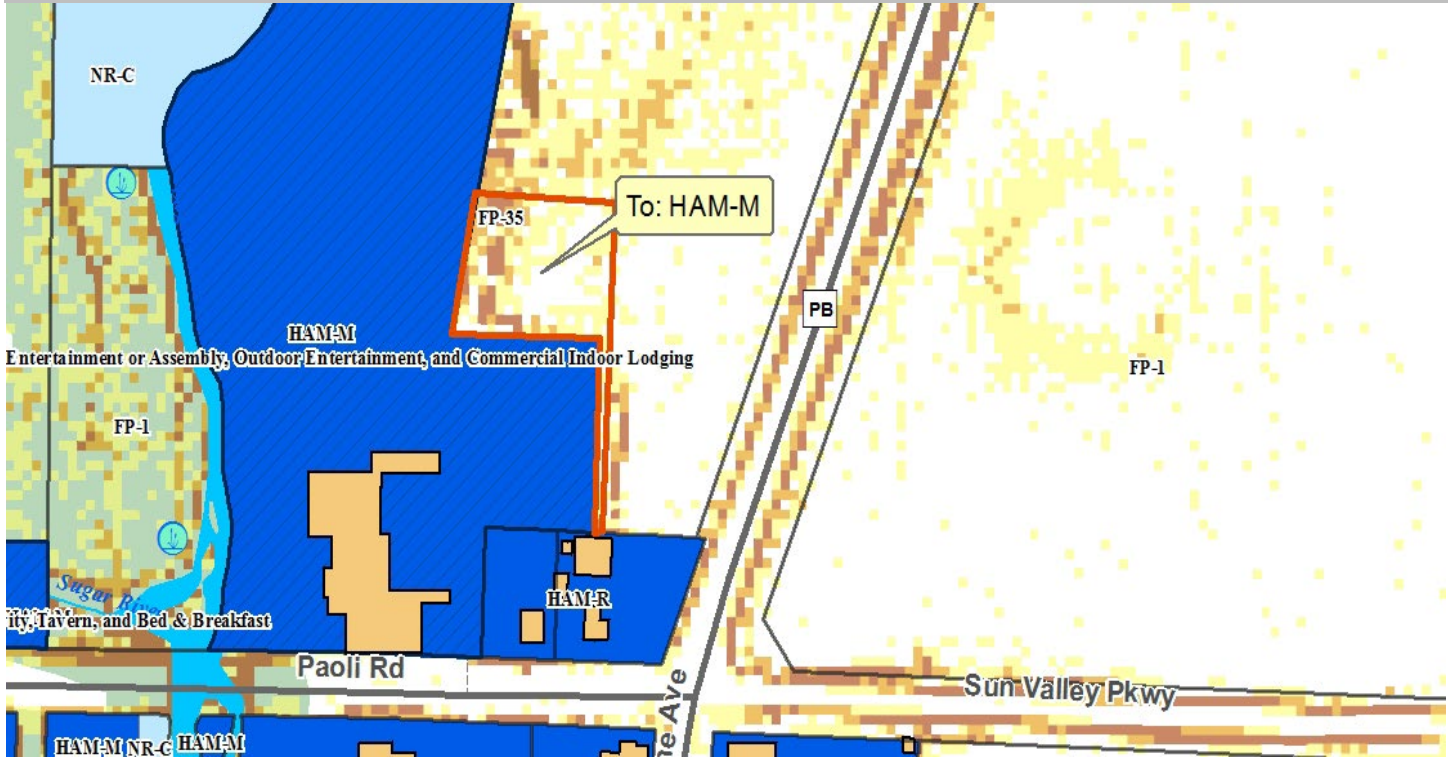 NR-C
FP-35
To: HAM-M
PB
HAM-M
Entertainment or Assembly, Outdoor Entertainment, and Commercial Indoor Lodging
FP-1
FP-1
Sugar River
HAM-R
ity, Tavern, and Bed & Breakfast
Paoli Rd
Sun Valley Pkwy
ne Ave
HAM-M NR-C HAM-M